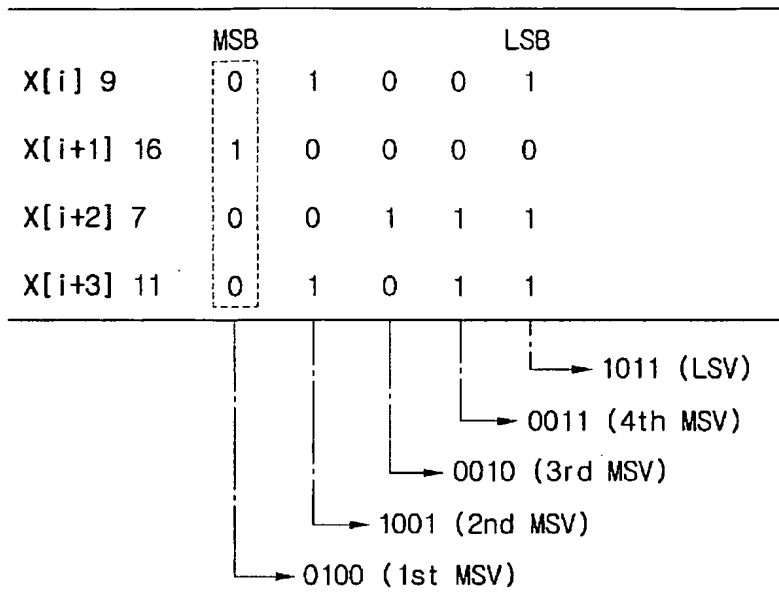 MSB LSB
X[i] 9 0 1 0 0 1
X[i+1] 16 1 0 0 0 0
X[i+2] 7 0 0 1 1 1
X[i+3] 11 0 1 0 1 1
1011 (LSV)
0011 (4th MSV)
0010 (3rd MSV)
1001 (2nd MSV)
0100 (1st MSV)